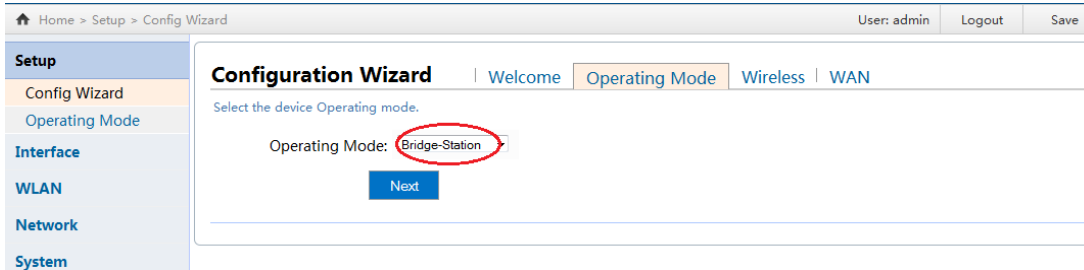 Home > Setup > Config Wizard User: admin Logout Save
Setup
Config Wizard
Operating Mode
Interface
WLAN
Network
System
Configuration Wizard Welcome Operating Mode Wireless WAN
Select the device Operating mode.
Operating Mode: Bridge-Station
Next